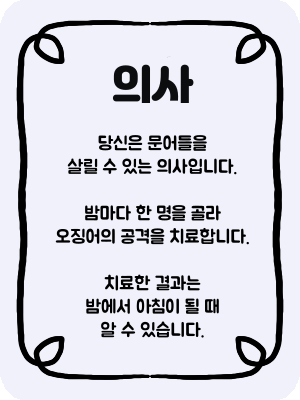 의사
당신은 문어들을
살릴 수 있는 의사입니다.
밤마다 한 명을 골라
오징어의 공격을 치료합니다.
치료한 결과는
밤에서 아침이 될 때
알 수 있습니다.